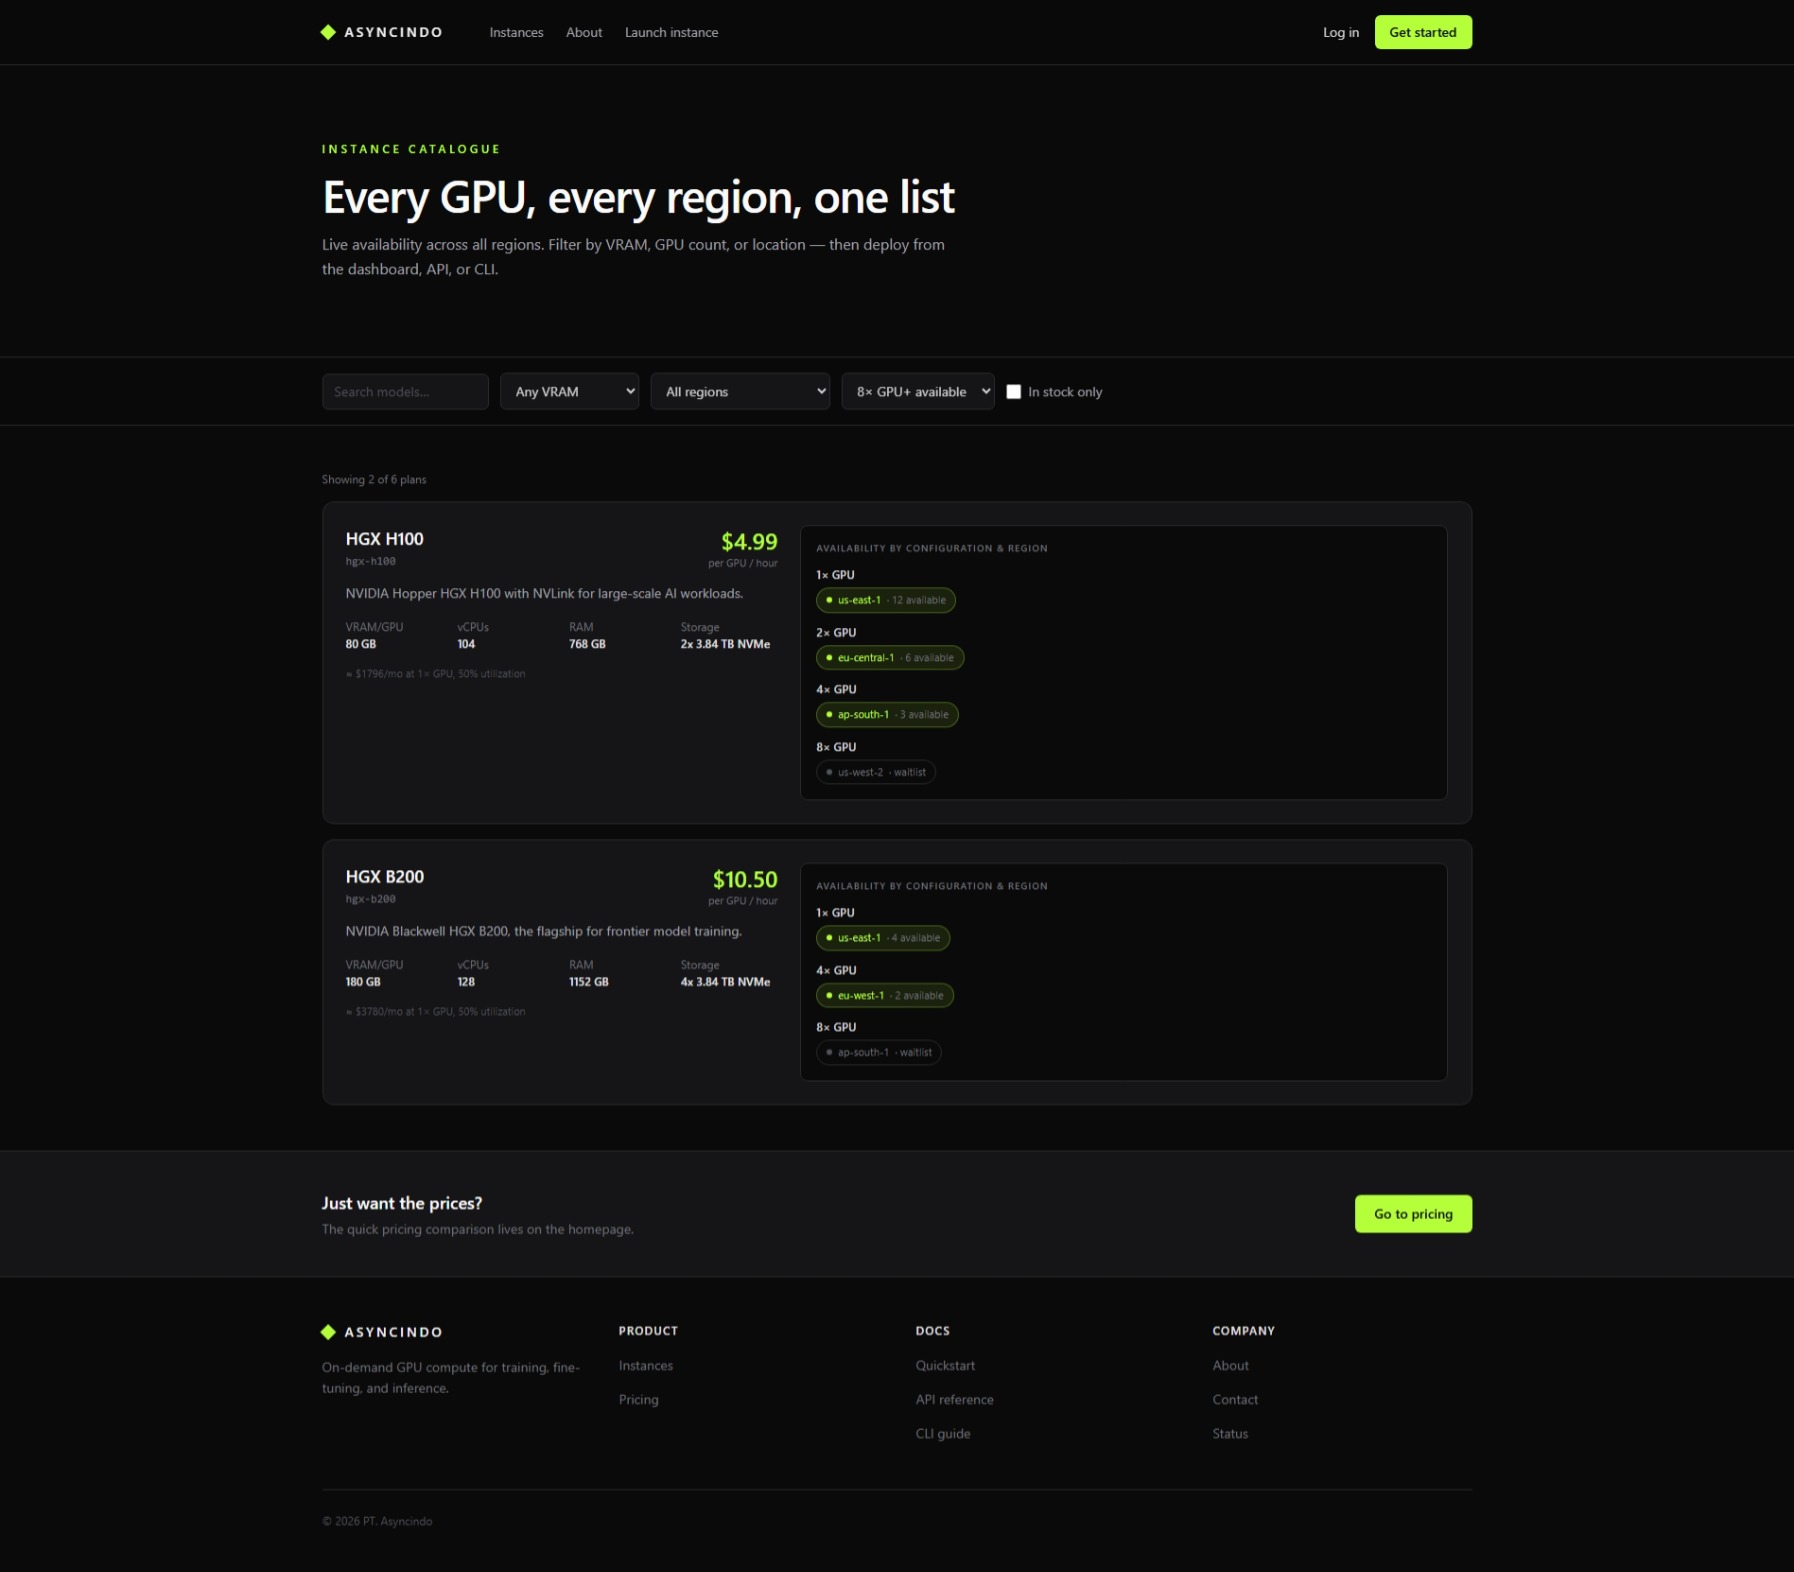 ASYNCINDO Instances About Launch instance Log in Get started
INSTANCE CATALOGUE
Every GPU, every region, one list
Live availability across all regions. Filter by VRAM, GPU count, or location — then deploy from
the dashboard, API, or CLI.
Search models... Any VRAM All regions 8× GPU+ available In stock only
Showing 2 of 6 plans
HGX H100 $4.99
hgx-h100 per GPU / hour
NVIDIA Hopper HGX H100 with NVLink for large-scale AI workloads.
VRAM/GPU vCPUs RAM Storage
80 GB 104 768 GB 2x 3.84 TB NVMe
≈ $1796/mo at 1× GPU, 50% utilization
AVAILABILITY BY CONFIGURATION & REGION
1× GPU
us-east-1 · 12 available
2× GPU
eu-central-1 · 6 available
4× GPU
ap-south-1 · 3 available
8× GPU
us-west-2 · waitlist
HGX B200 $10.50
hgx-b200 per GPU / hour
NVIDIA Blackwell HGX B200, the flagship for frontier model training.
VRAM/GPU vCPUs RAM Storage
180 GB 128 1152 GB 4x 3.84 TB NVMe
≈ $3780/mo at 1× GPU, 50% utilization
AVAILABILITY BY CONFIGURATION & REGION
1× GPU
us-east-1 · 4 available
4× GPU
eu-west-1 · 2 available
8× GPU
ap-south-1 · waitlist
Just want the prices?
The quick pricing comparison lives on the homepage.
Go to pricing
ASYNCINDO
On-demand GPU compute for training, fine-
tuning, and inference.
PRODUCT
Instances
Pricing
DOCS
Quickstart
API reference
CLI guide
COMPANY
About
Contact
Status
© 2026 PT. Asyncindo